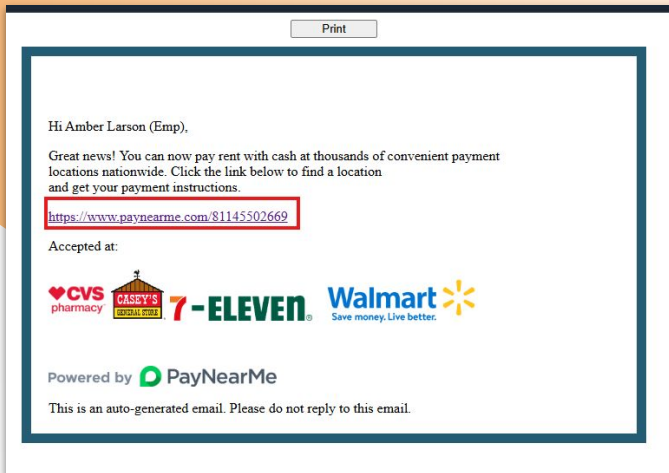 Print
Hi Amber Larson (Emp),
Great news! You can now pay rent with cash at thousands of convenient payment
locations nationwide. Click the link below to find a location
and get your payment instructions.
https://www.paynearme.com/81145502669
Accepted at:
CVS
pharmacy
CASEY'S
GENERAL STORE
7-ELEVEn
Walmart
Save money. Live better.
Powered by PayNearMe
This is an auto-generated email. Please do not reply to this email.